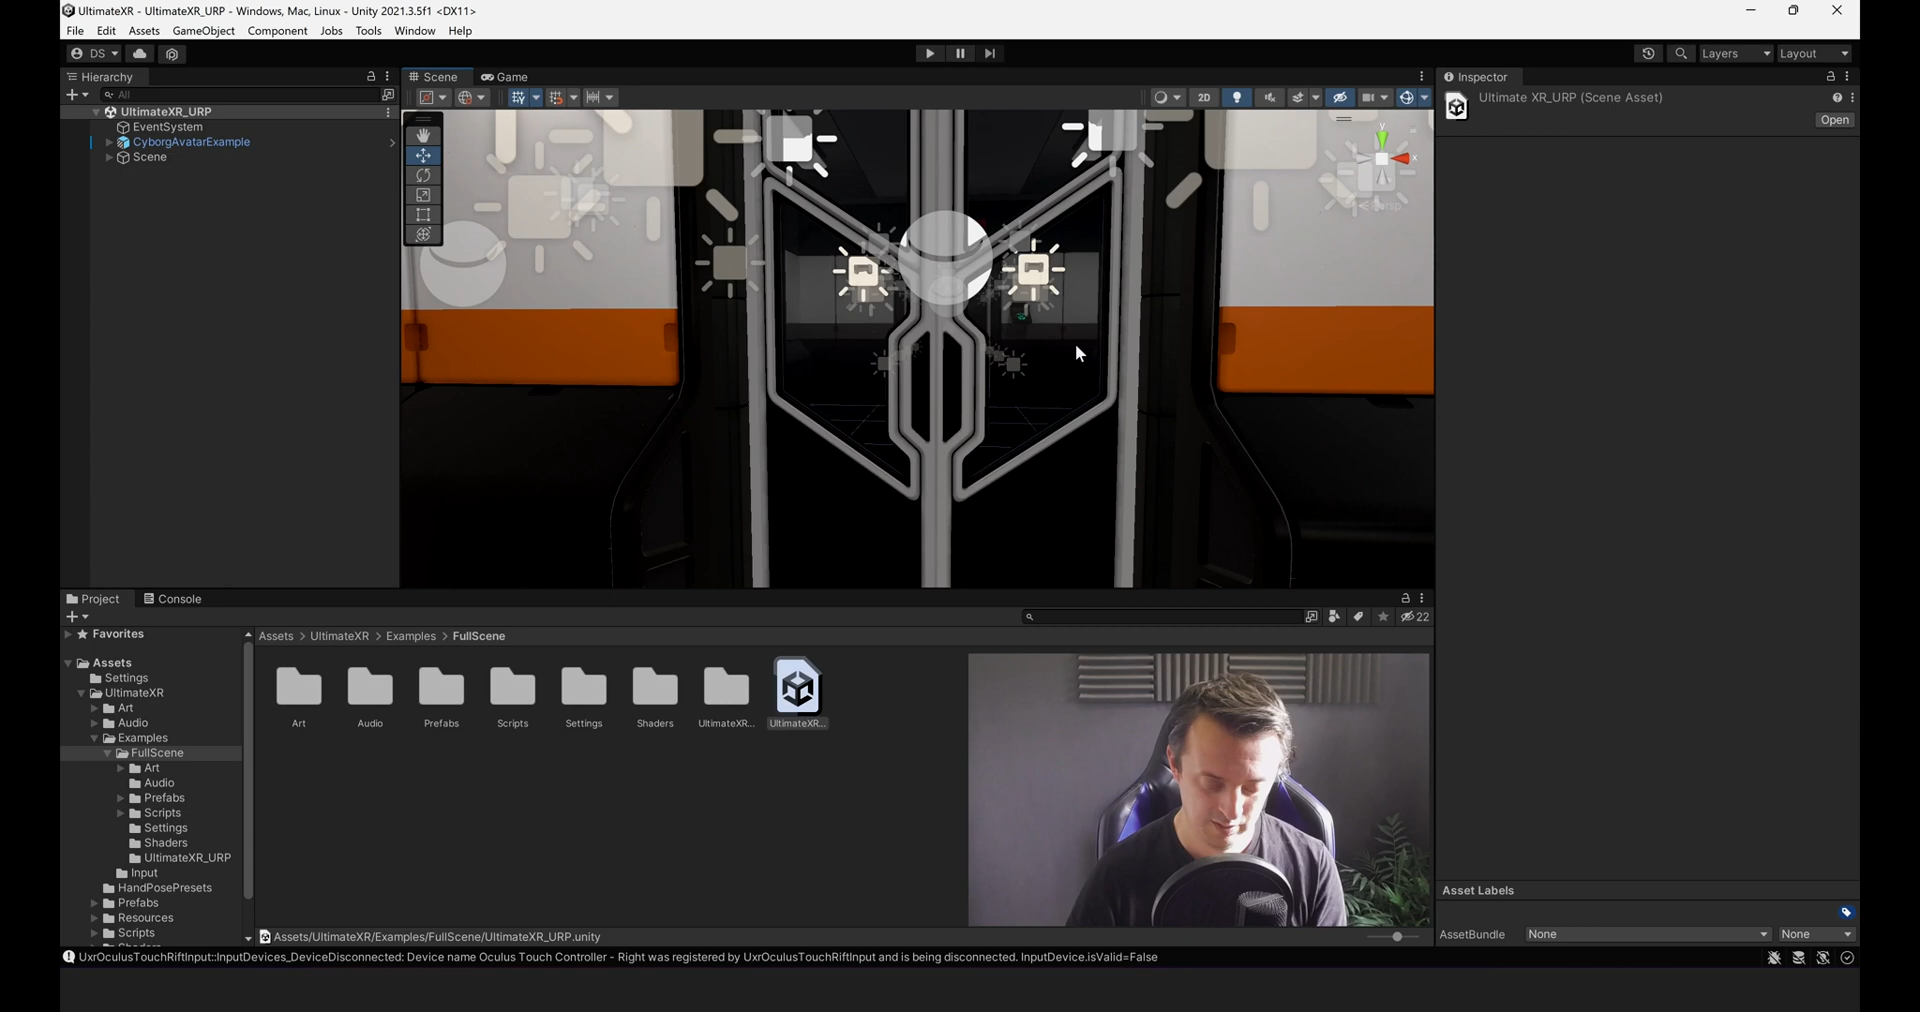 UltimateXR - UltimateXR_URP - Windows, Mac, Linux - Unity 2021.3.5f1 <DX11>
File Edit Assets GameObject Component Jobs Tools Window Help
DS Layers Layout
Hierarchy Scene Game Inspector
All 2D Ultimate XR_URP (Scene Asset)
UltimateXR_URP Open
EventSystem
CyborgAvatarExample
Scene
y
x
Persp
Project Console
22
Favorites Assets > UltimateXR > Examples > FullScene
Assets
Settings
UltimateXR
Art
Audio
Examples
FullScene
Art
Audio
Prefabs
Scripts
Settings
Shaders
UltimateXR_URP
Input
HandPosePresets
Prefabs
Resources
Scripts
Art Audio Prefabs Scripts Settings Shaders UltimateXR... UltimateXR...
Asset Labels
Assets/UltimateXR/Examples/FullScene/UltimateXR_URP.unity
AssetBundle None None
UxrOculusTouchRiftInput::InputDevices_DeviceDisconnected: Device name Oculus Touch Controller - Right was registered by UxrOculusTouchRiftInput and is being disconnected. InputDevice.isValid=False